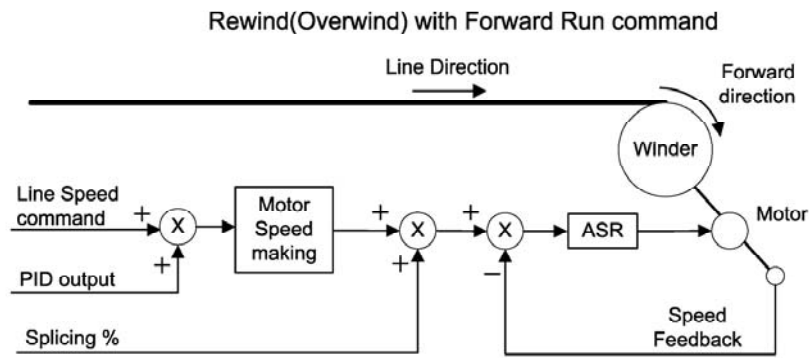 Rewind(Overwind) with Forward Run command
Line Direction
Forward
direction
Winder
Line Speed
command
+
X
+
Motor
Speed
making
+
X
+
+
X
−
ASR
Motor
PID output
Splicing %
Speed
Feedback